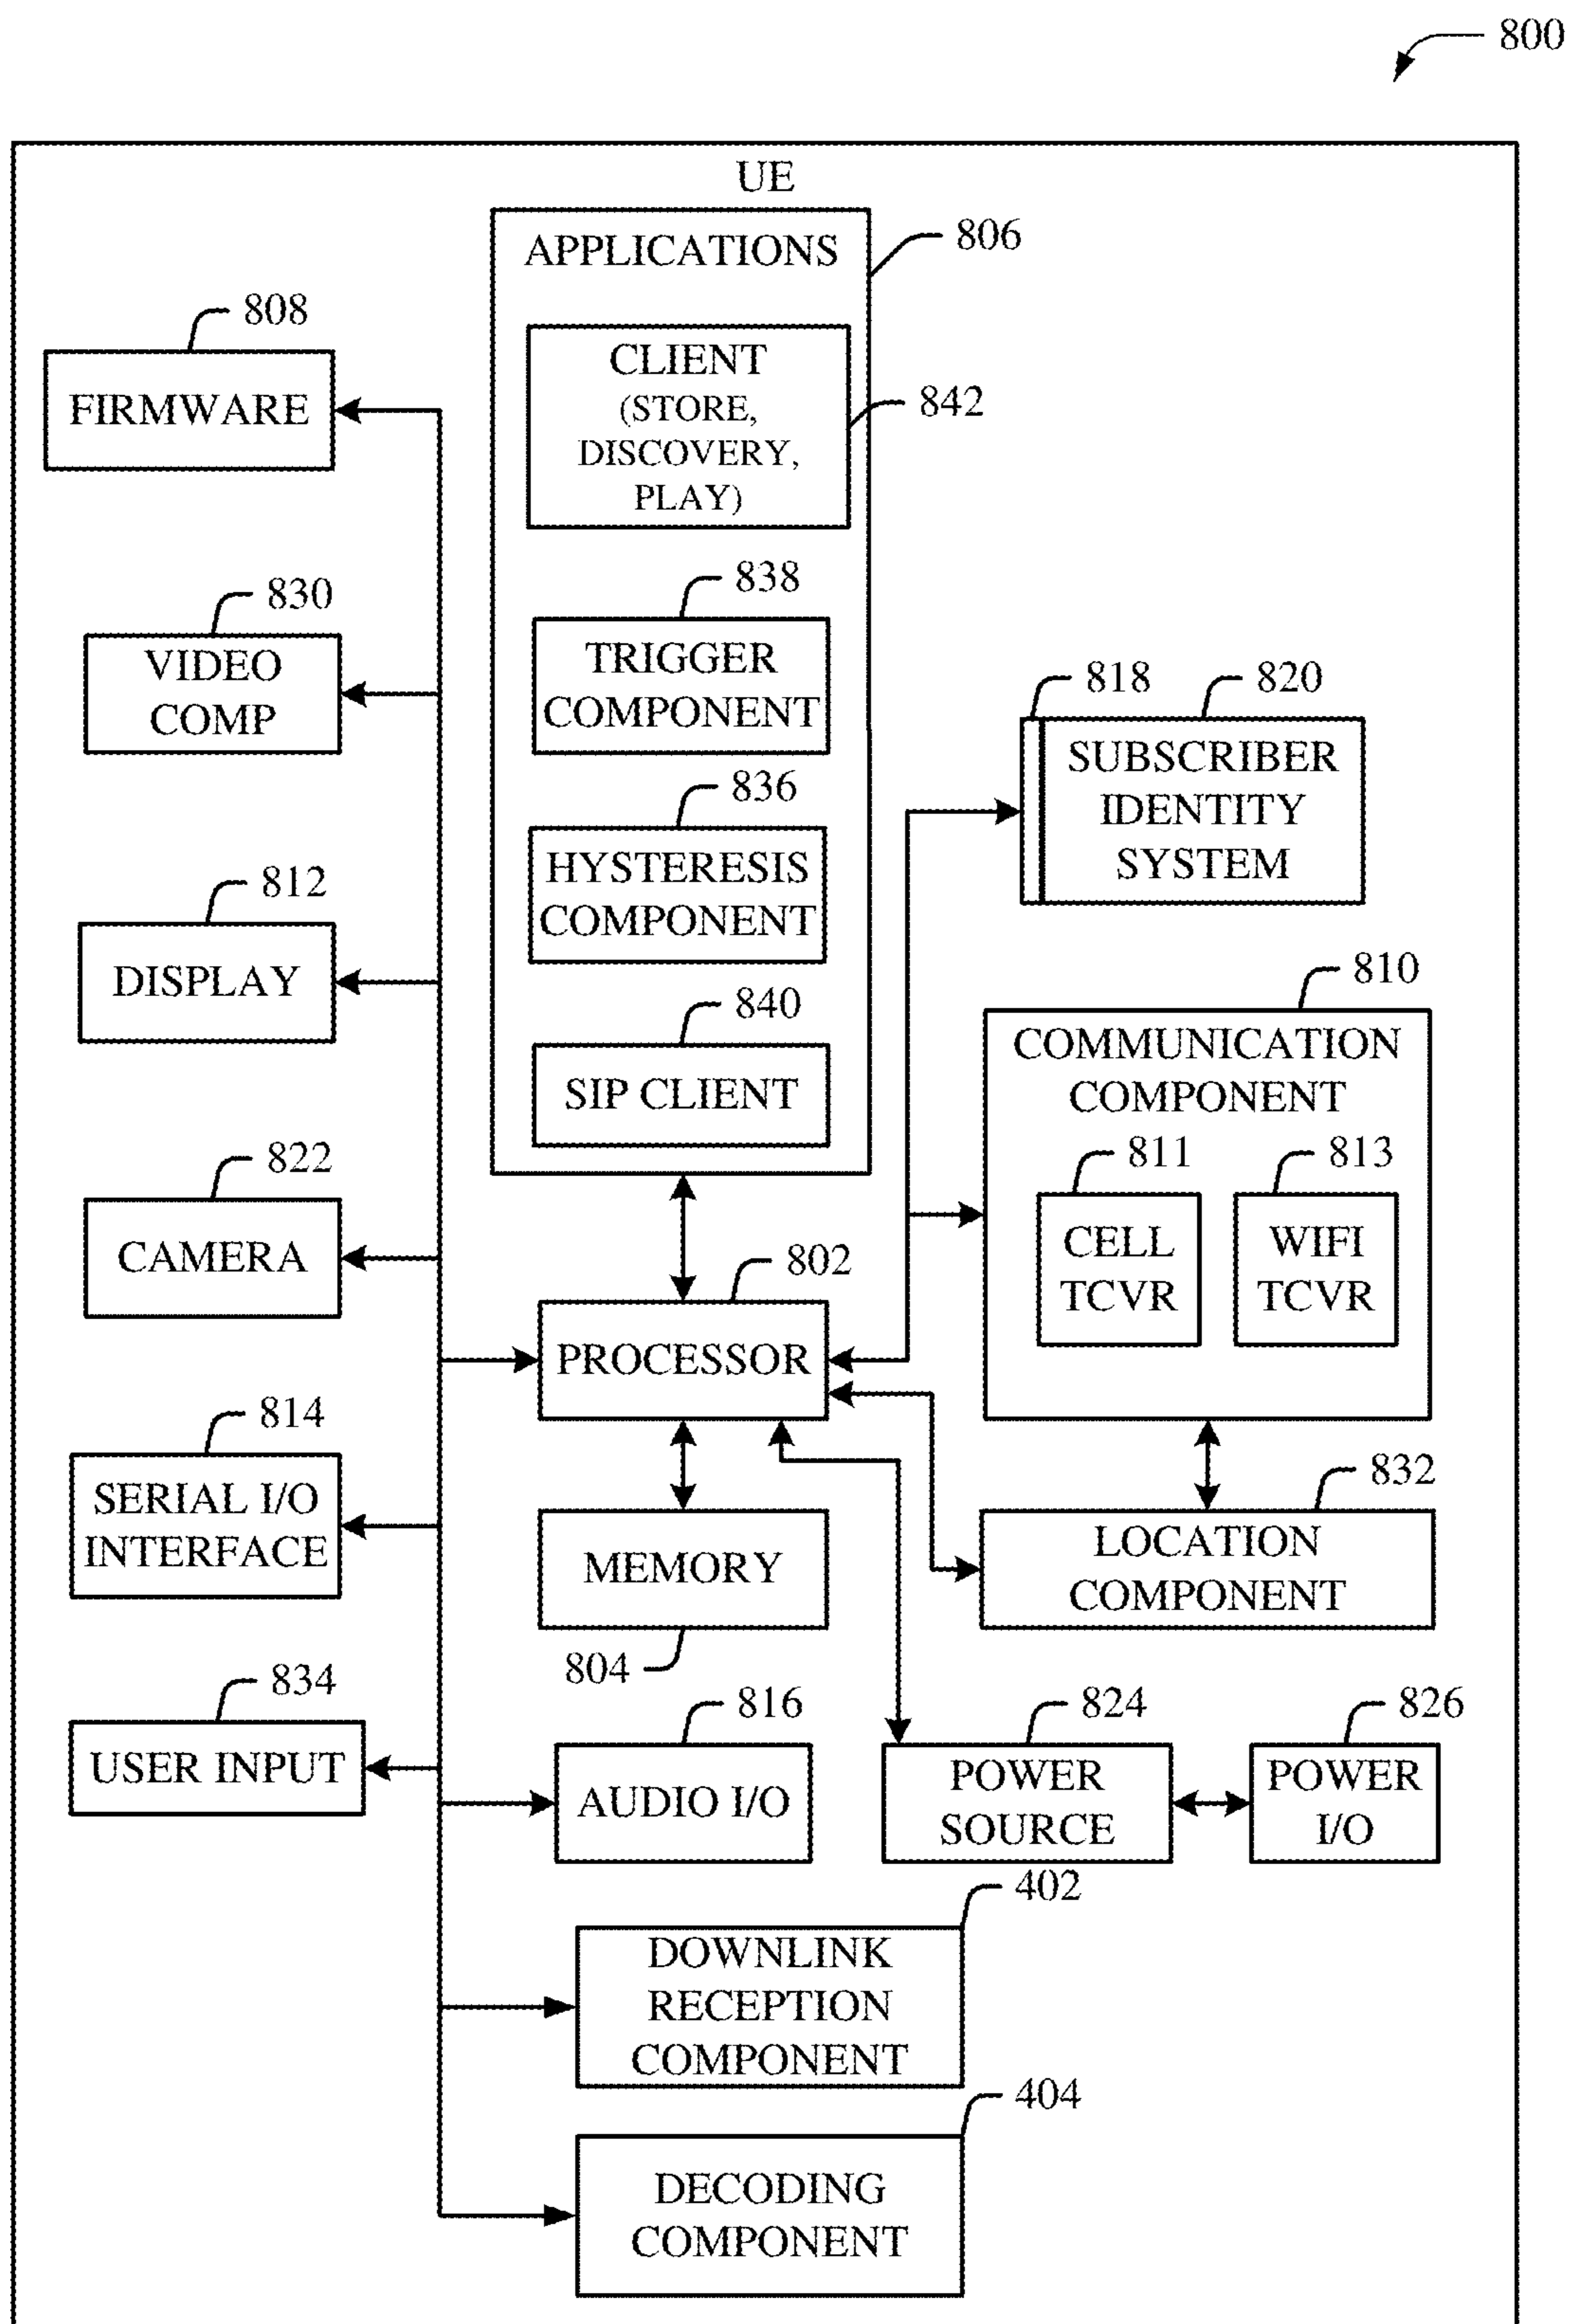 800
UE
APPLICATIONS
806
808
FIRMWARE
CLIENT
(STORE,
DISCOVERY,
PLAY)
842
838
TRIGGER
COMPONENT
830
VIDEO
COMP
818
820
SUBSCRIBER
IDENTITY
SYSTEM
836
HYSTERESIS
COMPONENT
812
DISPLAY
810
COMMUNICATION
COMPONENT
811
CELL
TCVR
813
WIFI
TCVR
840
SIP CLIENT
822
CAMERA
802
PROCESSOR
814
SERIAL I/O
INTERFACE
MEMORY
804
832
LOCATION
COMPONENT
834
USER INPUT
816
AUDIO I/O
824
POWER
SOURCE
826
POWER
I/O
402
DOWNLINK
RECEPTION
COMPONENT
404
DECODING
COMPONENT